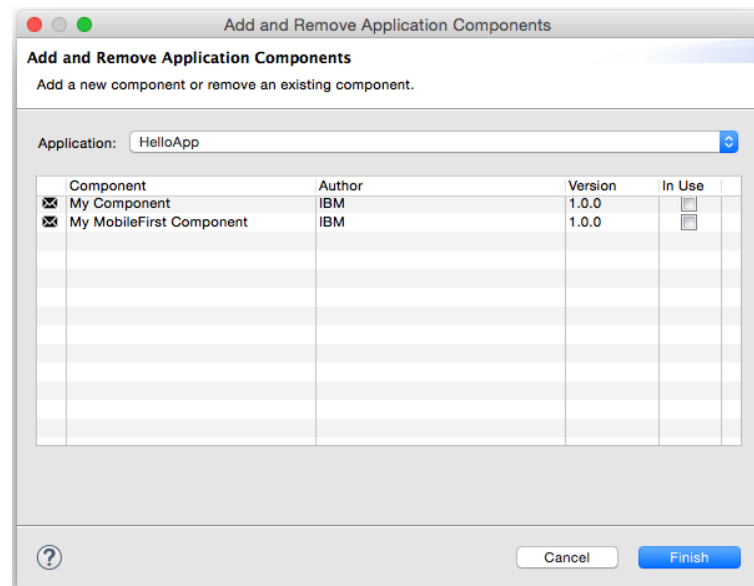 Add and Remove Application Components
Add and Remove Application Components
Add a new component or remove an existing component.
Application: HelloApp
Component Author Version In Use
My Component IBM 1.0.0
My MobileFirst Component IBM 1.0.0
? Cancel Finish